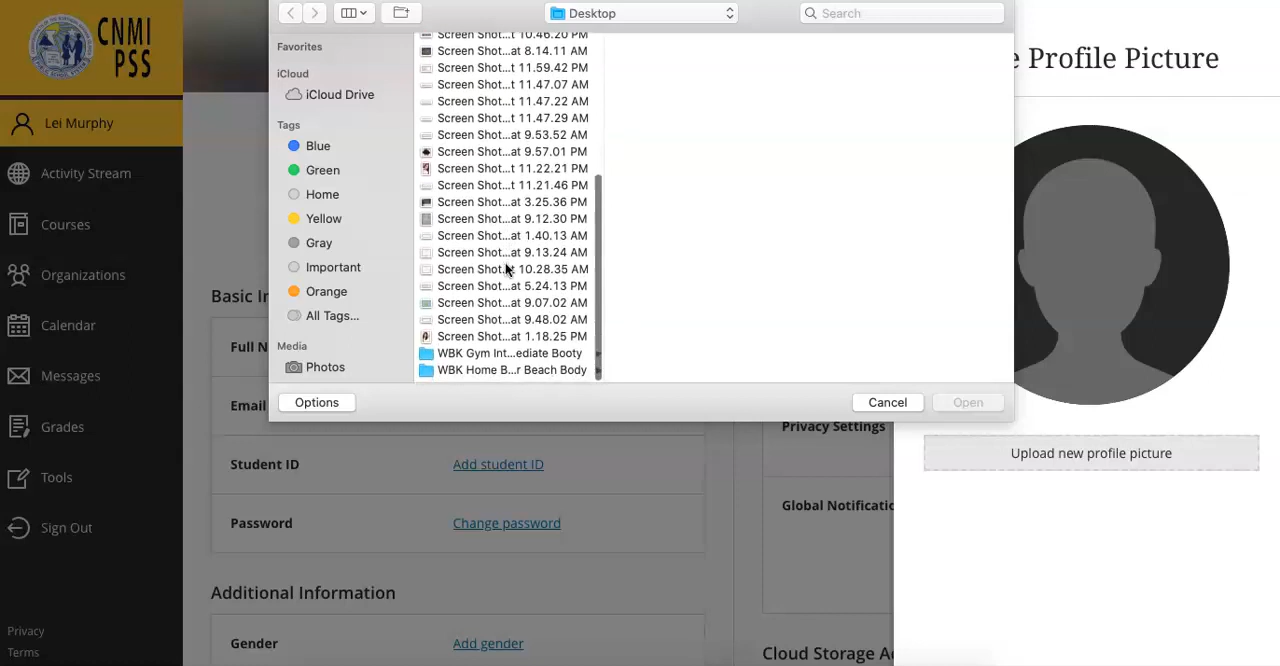 CNMI
PSS
Lei Murphy
Activity Stream
Courses
Organizations
Calendar
Messages
Grades
Tools
Sign Out
Privacy
Terms
Desktop
Search
Favorites
iCloud
iCloud Drive
Tags
Blue
Green
Home
Yellow
Gray
Important
Orange
All Tags...
Media
Photos
Screen Shot...t 10.46.20 PM
Screen Shot...at 8.14.11 AM
Screen Shot...t 11.59.42 PM
Screen Shot...t 11.47.07 AM
Screen Shot...t 11.47.22 AM
Screen Shot...t 11.47.29 AM
Screen Shot...at 9.53.52 AM
Screen Shot...at 9.57.01 PM
Screen Shot...t 11.22.21 PM
Screen Shot...t 11.21.46 PM
Screen Shot...at 3.25.36 PM
Screen Shot...at 9.12.30 PM
Screen Shot...at 1.40.13 AM
Screen Shot...at 9.13.24 AM
Screen Shot...t 10.28.35 AM
Screen Shot...at 5.24.13 PM
Screen Shot...at 9.07.02 AM
Screen Shot...at 9.48.02 AM
Screen Shot...at 1.18.25 PM
WBK Gym Int...ediate Booty
WBK Home B...r Beach Body
Options
Cancel
Open
Basic In
Full N
Email
Student ID
Add student ID
Password
Change password
Additional Information
Gender
Add gender
Privacy Settings
Global Notificatio
Cloud Storage Ac
e Profile Picture
Upload new profile picture